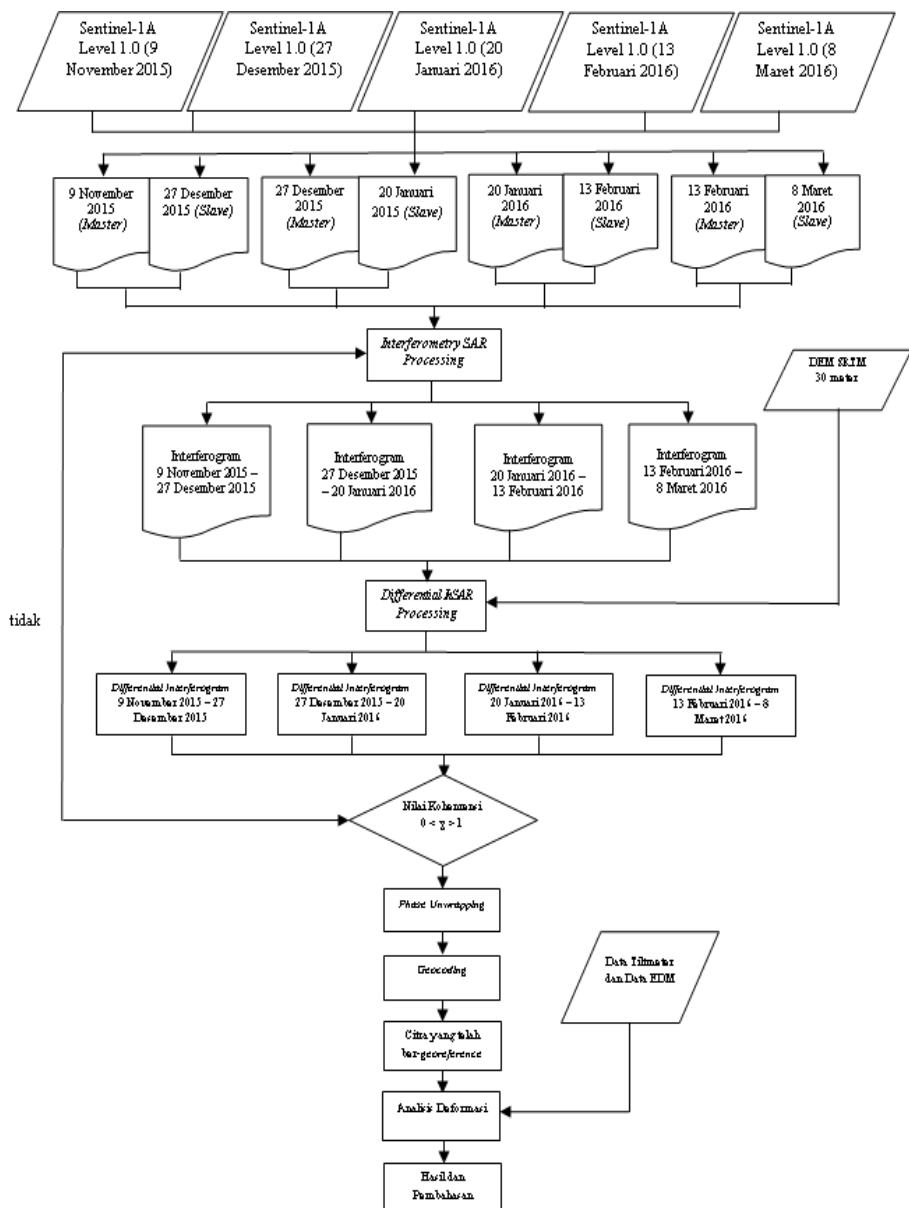 Sentinel-1A
Level 1.0 (9
November 2015)
Sentinel-1A
Level 1.0 (27
Desember 2015)
Sentinel-1A
Level 1.0 (20
Januari 2016)
Sentinel-1A
Level 1.0 (13
Februari 2016)
Sentinel-1A
Level 1.0 (8
Maret 2016)
9 November
2015
(Master)
27 Desember
2015 (Slave)
27 Desember
2015
(Master)
20 Januari
2015 (Slave)
20 Januari
2016
(Master)
13 Februari
2016
(Slave)
13 Februari
2016
(Master)
8 Maret
2016
(Slave)
Interferometry SAR
Processing
DEM SRTM
30 meter
Interferogram
9 November 2015 –
27 Desember 2015
Interferogram
27 Desember 2015
– 20 Januari 2016
Interferogram
20 Januari 2016 –
13 Februari 2016
Interferogram
13 Februari 2016 –
8 Maret 2016
Differential InSAR
Processing
tidak
Differential Interferogram
9 November 2015 – 27
Desember 2015
Differential Interferogram
27 Desember 2015 – 20
Januari 2016
Differential Interferogram
20 Januari 2016 – 13
Februari 2016
Differential Interferogram
13 Februari 2016 – 8
Maret 2016
Nilai Koherensi
0 < γ > 1
Phase Unwrapping
Geocoding
Data Tiltmeter
dan Data EDM
Citra yang telah
ber-georeference
Analisis Deformasi
Hasil dan
Pembahasan